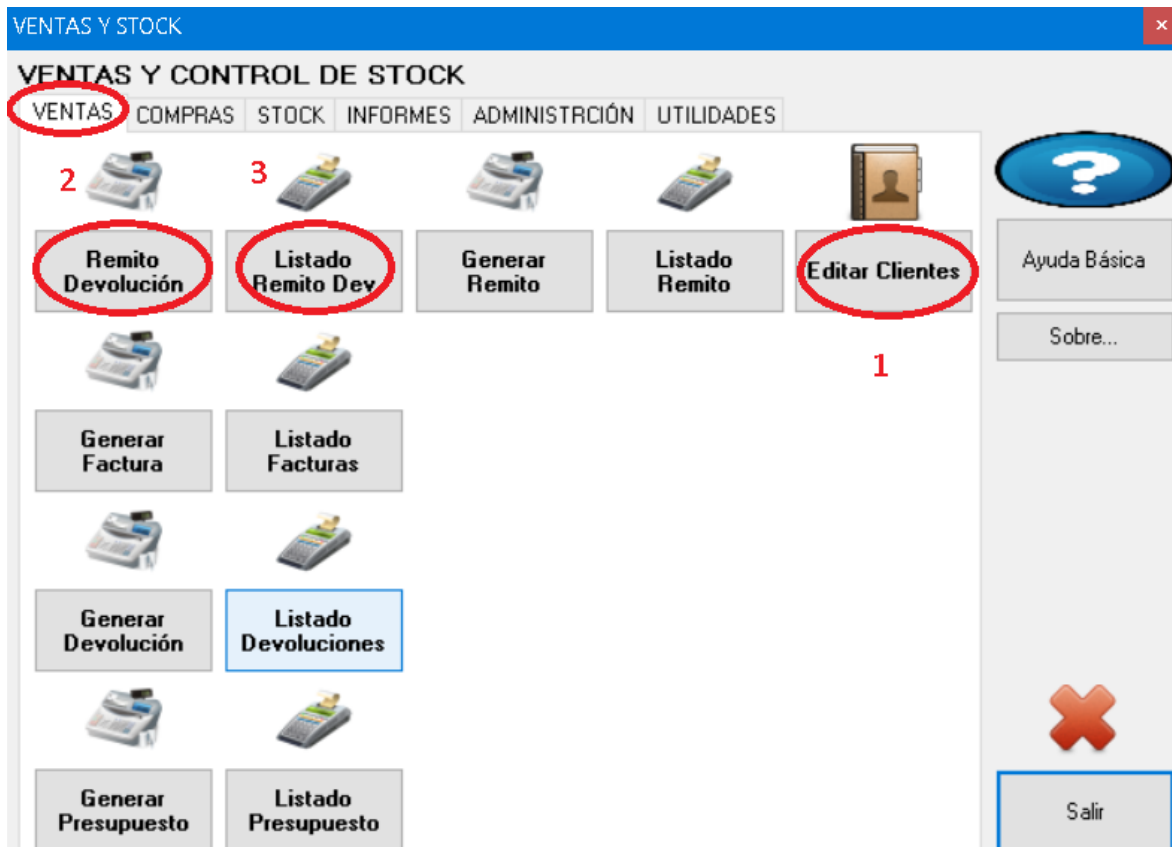 VENTAS Y STOCK
VENTAS Y CONTROL DE STOCK
VENTAS COMPRAS STOCK INFORMES ADMINISTRCIÓN UTILIDADES
2 3
Remito
Devolución
Listado
Remito Dev
Generar
Remito
Listado
Remito
Editar Clientes
1
Generar
Factura
Listado
Facturas
Generar
Devolución
Listado
Devoluciones
Generar
Presupuesto
Listado
Presupuesto
?
Ayuda Básica
Sobre...
Salir